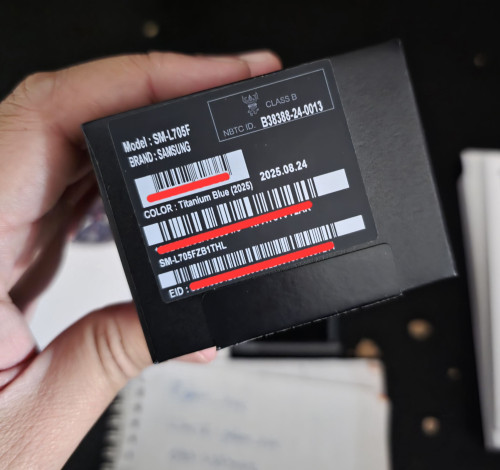 CLASS B
NBTC ID. B38388-24-0013
Model : SM-L705F
BRAND : SAMSUNG
2025.08.24
COLOR : Titanium Blue (2025)
SM-L705FZB1THL
EID :